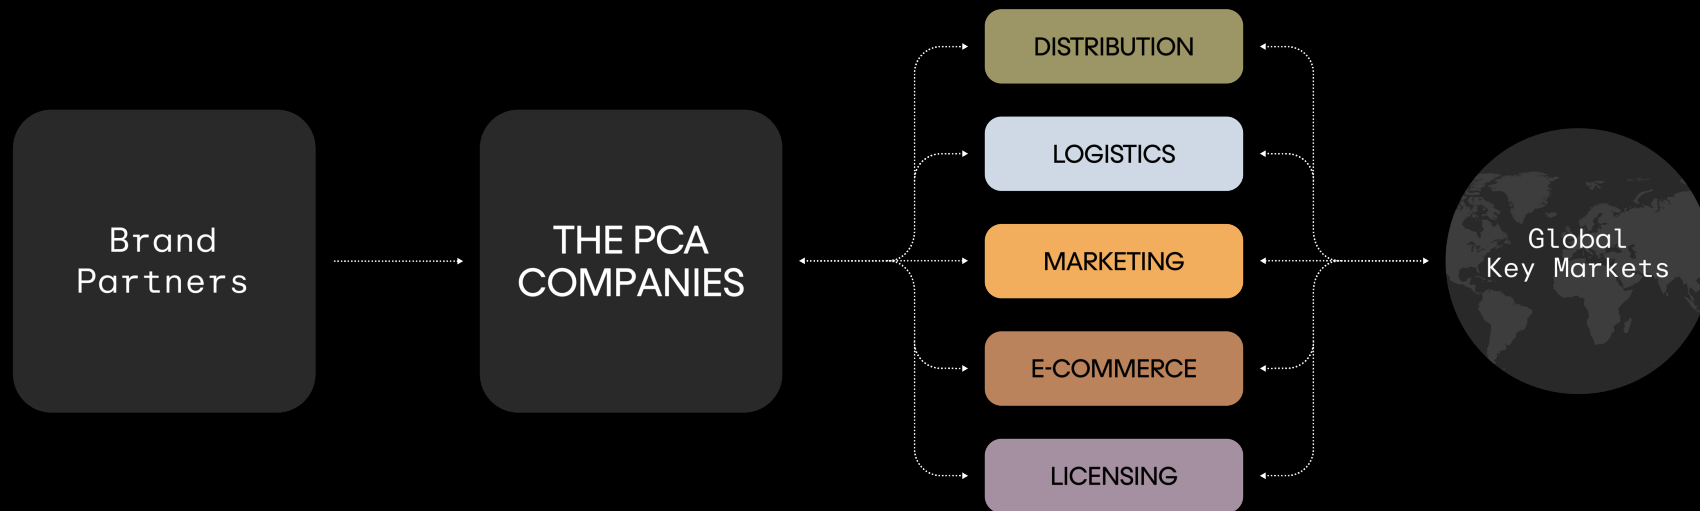 Brand
Partners
THE PCA
COMPANIES
DISTRIBUTION
LOGISTICS
MARKETING
E-COMMERCE
LICENSING
Global
Key Markets